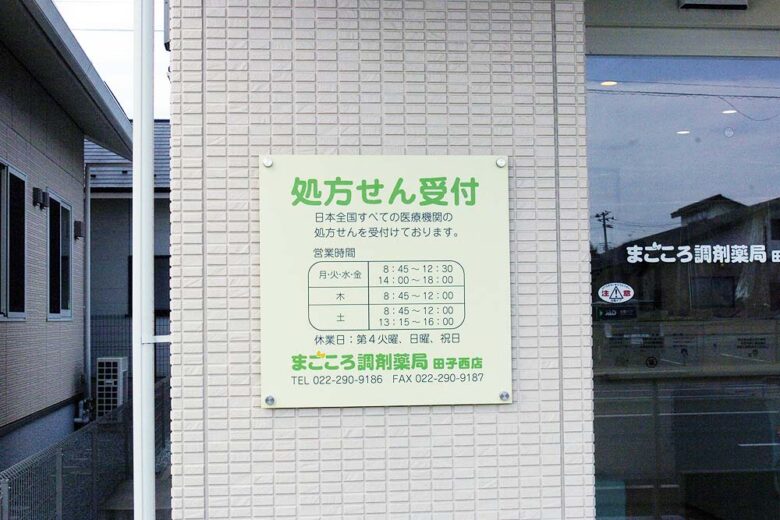 処方せん受付
日本全国すべての医療機関の
処方せんを受付けております。
営業時間
月・火・水・金 8：45～12：30
14：00～18：00
木 8：45～12：00
土 8：45～12：00
13：15～16：00
休業日：第4火曜、日曜、祝日
まごころ調剤薬局 田子西店
TEL 022-290-9186 FAX 022-290-9187
まごころ調剤薬局 田
注意